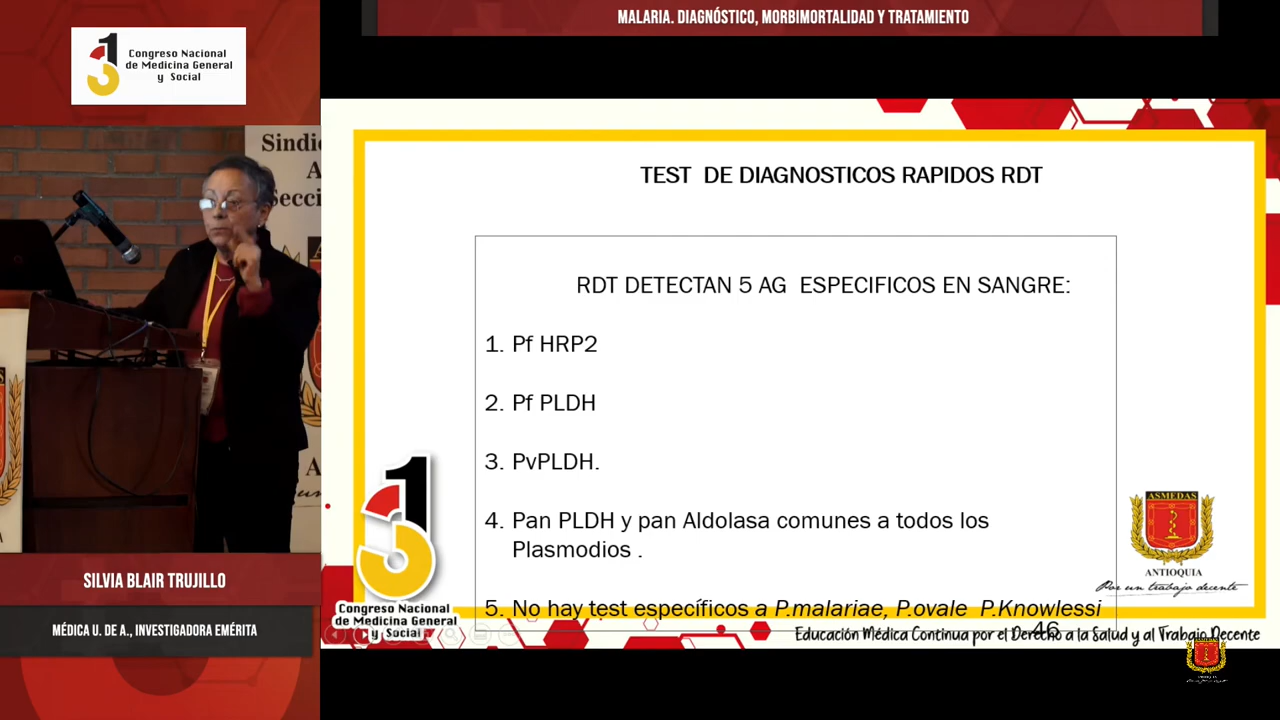 MALARIA. DIAGNÓSTICO, MORBIMORTALIDAD Y TRATAMIENTO
Congreso Nacional
de Medicina General
y Social
Sindi
A
Secci
TEST DE DIAGNOSTICOS RAPIDOS RDT
RDT DETECTAN 5 AG ESPECIFICOS EN SANGRE:
1. Pf HRP2
2. Pf PLDH
3. PvPLDH.
4. Pan PLDH y pan Aldolasa comunes a todos los
Plasmodios .
5. No hay test específicos a P.malariae, P.ovale P.Knowlessi
46
ASMEDAS
ANTIOQUIA
Por un trabajo decente
Congreso Nacional
de Medicina General
y Social
Educación Médica Continua por el Derecho a la Salud y al Trabajo Decente
SILVIA BLAIR TRUJILLO
MÉDICA U. DE A., INVESTIGADORA EMÉRITA